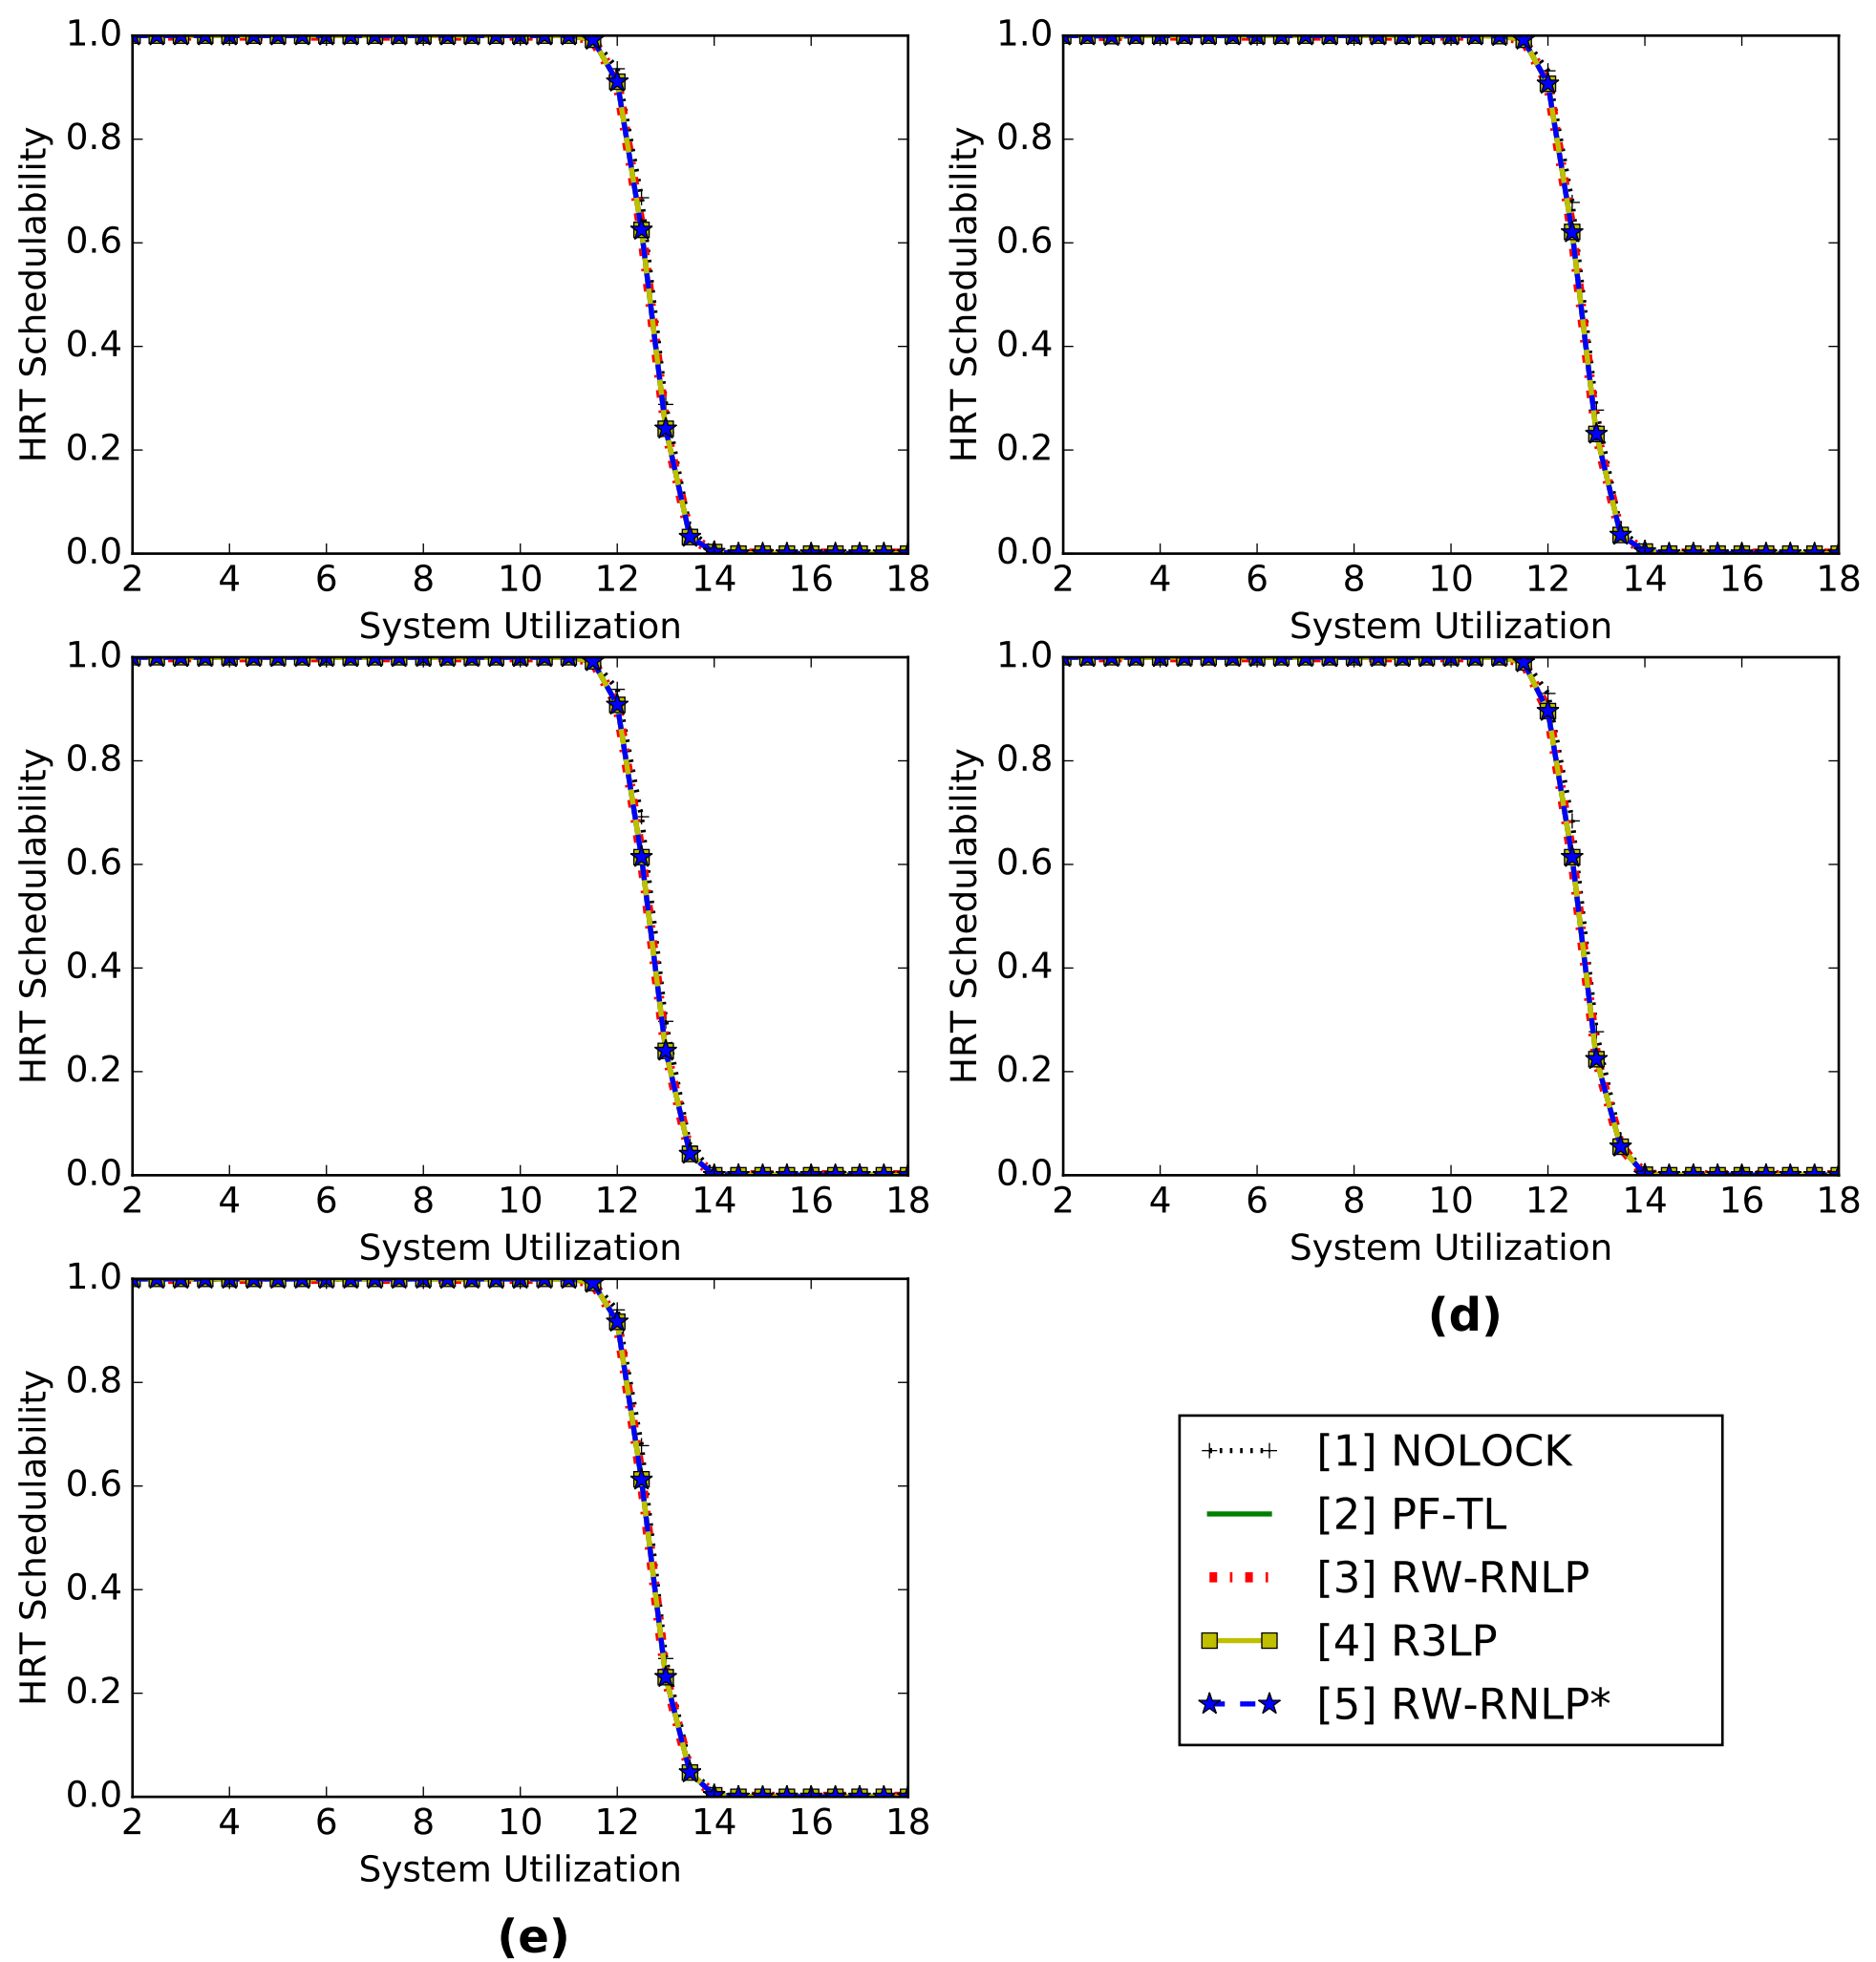 1.0
0.8
0.6
0.4
0.2
0.0
HRT Schedulability
2 4 6 8 10 12 14 16 18
System Utilization
1.0
0.8
0.6
0.4
0.2
0.0
HRT Schedulability
2 4 6 8 10 12 14 16 18
System Utilization
1.0
0.8
0.6
0.4
0.2
0.0
HRT Schedulability
2 4 6 8 10 12 14 16 18
System Utilization
1.0
0.8
0.6
0.4
0.2
0.0
HRT Schedulability
2 4 6 8 10 12 14 16 18
System Utilization
(d)
1.0
0.8
0.6
0.4
0.2
0.0
HRT Schedulability
2 4 6 8 10 12 14 16 18
System Utilization
(e)
[1] NOLOCK
[2] PF-TL
[3] RW-RNLP
[4] R3LP
[5] RW-RNLP*